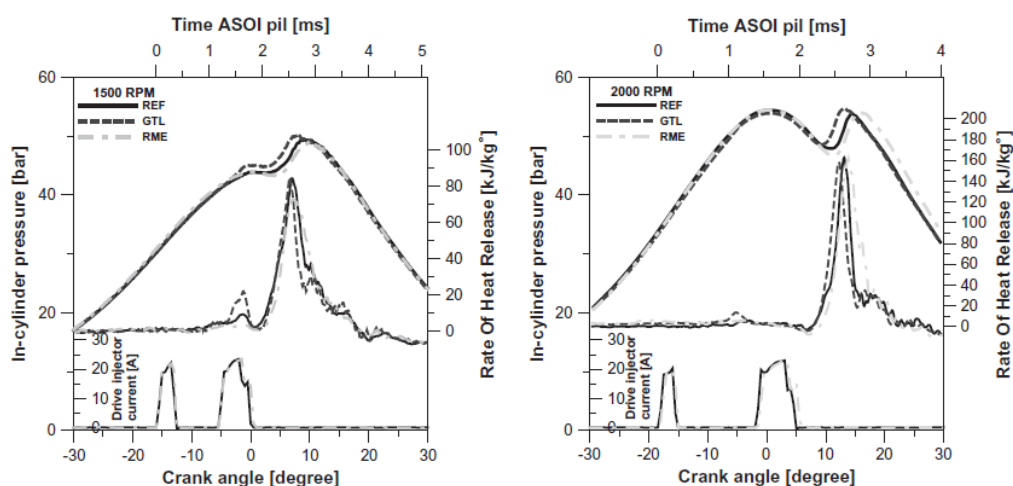 Time ASOI pil [ms]
0 1 2 3 4 5
60
40
20
0
In-cylinder pressure [bar]
1500 RPM
REF
GTL
RME
100
80
60
40
20
0
Rate Of Heat Release [kJ/kg°]
30
20
10
0
Drive injector
current [A]
-30 -20 -10 0 10 20 30
Crank angle [degree]
Time ASOI pil [ms]
0 1 2 3 4
60
40
20
0
In-cylinder pressure [bar]
2000 RPM
REF
GTL
RME
200
180
160
140
120
100
80
60
40
20
0
Rate Of Heat Release [kJ/kg°]
30
20
10
0
Drive injector
current [A]
-30 -20 -10 0 10 20 30
Crank angle [degree]